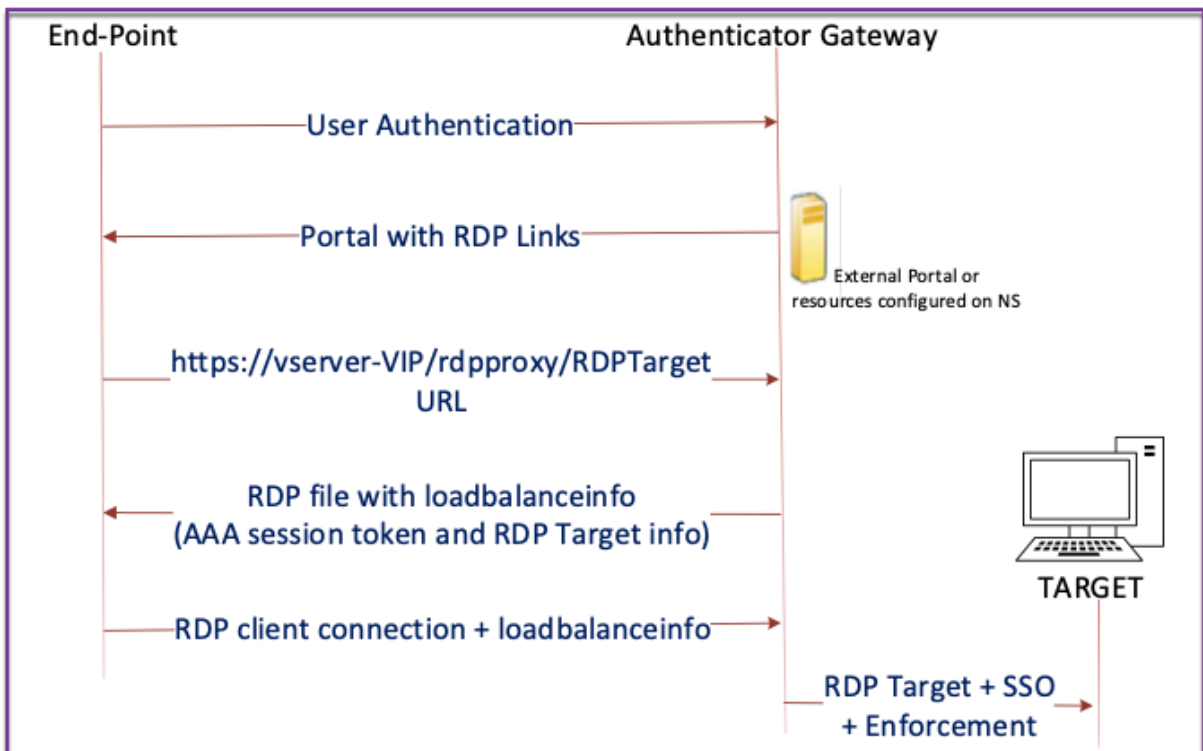 End-Point
Authenticator Gateway
User Authentication
Portal with RDP Links
External Portal or
resources configured on NS
https://vserver-VIP/rdpproxy/RDPTarget
URL
RDP file with loadbalanceinfo
(AAA session token and RDP Target info)
TARGET
RDP client connection + loadbalanceinfo
RDP Target + SSO
+ Enforcement